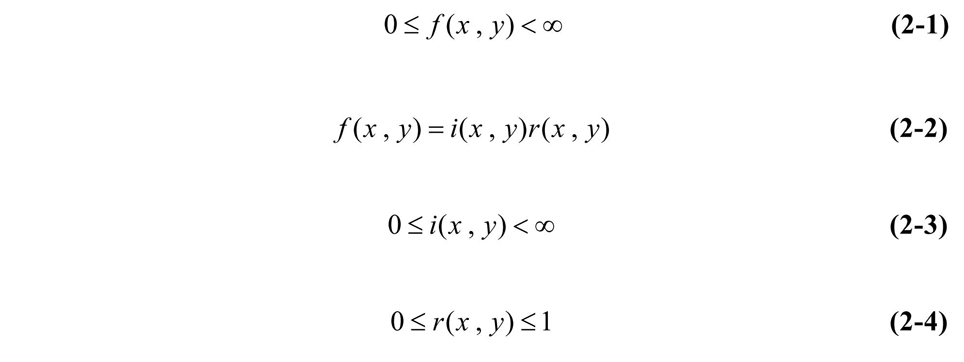 0 ≤ f(x , y) < ∞ (2-1)
f(x , y) = i(x , y)r(x , y) (2-2)
0 ≤ i(x , y) < ∞ (2-3)
0 ≤ r(x , y) ≤ 1 (2-4)